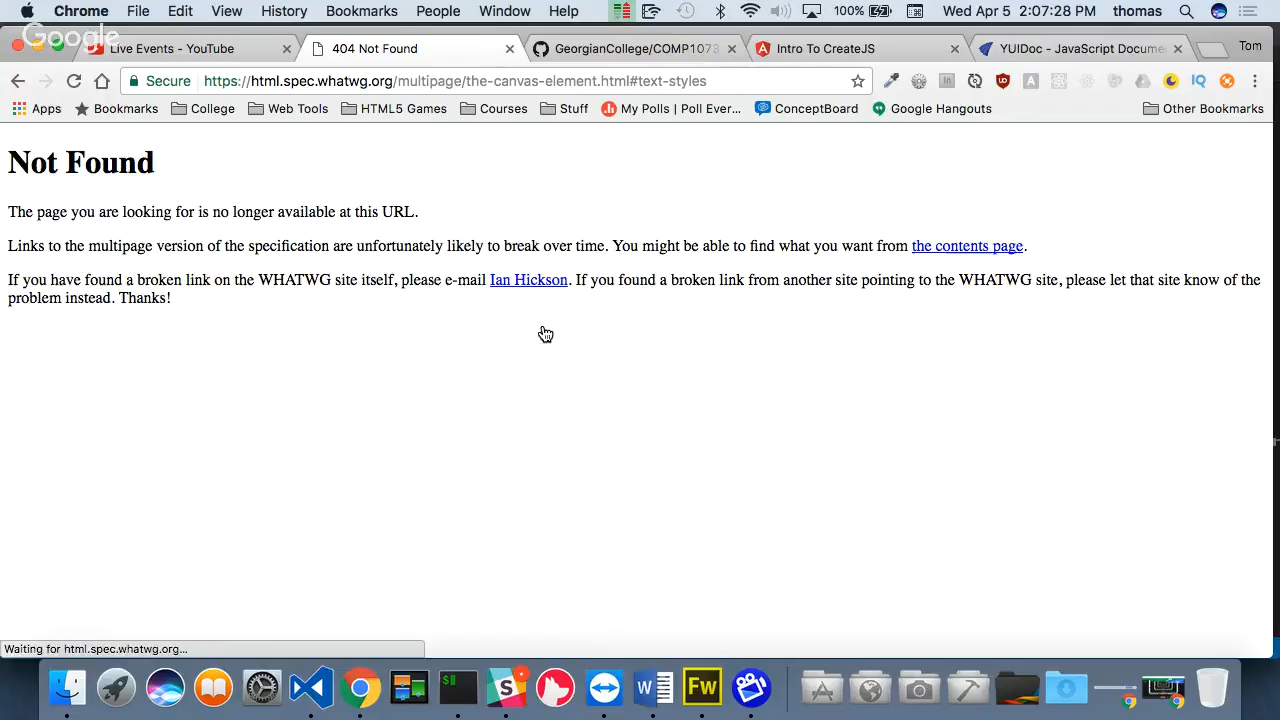 Chrome File Edit View History Bookmarks People Window Help 100% Wed Apr 5 2:07:28 PM thomas
Google
Live Events - YouTube 404 Not Found GeorgianCollege/COMP1073 Intro To CreateJS YUIDoc - JavaScript Docume Tom
Secure https://html.spec.whatwg.org/multipage/the-canvas-element.html#text-styles
Apps Bookmarks College Web Tools HTML5 Games Courses Stuff My Polls | Poll Ever... ConceptBoard Google Hangouts Other Bookmarks
Not Found
The page you are looking for is no longer available at this URL.
Links to the multipage version of the specification are unfortunately likely to break over time. You might be able to find what you want from the contents page.
If you have found a broken link on the WHATWG site itself, please e-mail Ian Hickson. If you found a broken link from another site pointing to the WHATWG site, please let that site know of the
problem instead. Thanks!
Waiting for html.spec.whatwg.org...
Fw